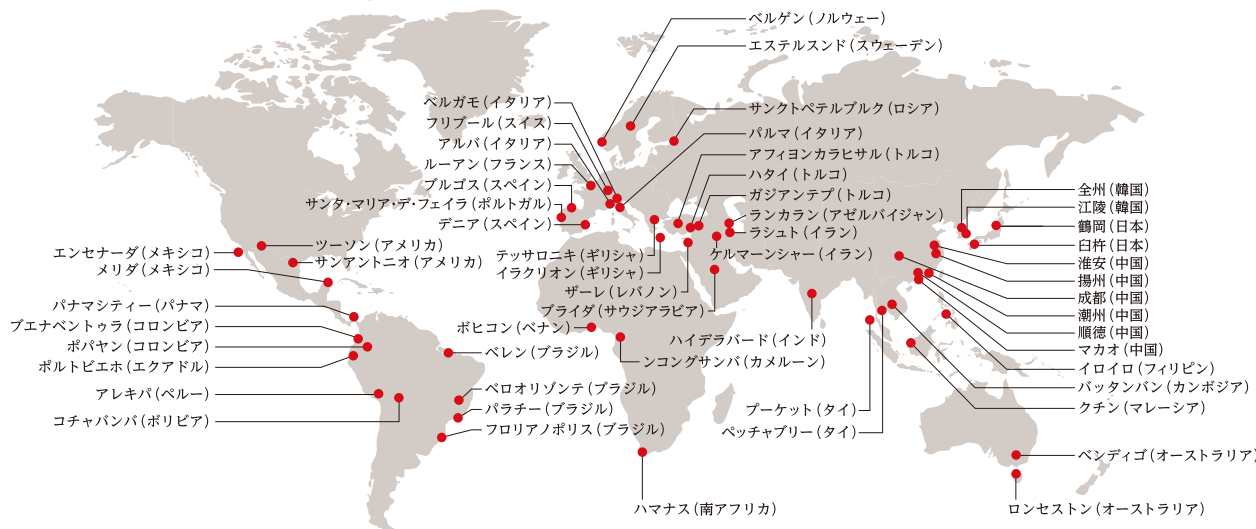 ベルゲン（ノルウェー）
エステルスンド（スウェーデン）
ベルガモ（イタリア）
フリブール（スイス）
アルバ（イタリア）
ルーアン（フランス）
ブルゴス（スペイン）
サンタ・マリア・デ・フェイラ（ポルトガル）
デニア（スペイン）
サンクトペテルブルク（ロシア）
パルマ（イタリア）
アフィヨンカラヒサル（トルコ）
ハタイ（トルコ）
ガジアンテプ（トルコ）
ランカラン（アゼルバイジャン）
ラシュト（イラン）
ケルマーンシャー（イラン）
テッサロニキ（ギリシャ）
イラクリオン（ギリシャ）
ザーレ（レバノン）
ブライダ（サウジアラビア）
エンセナーダ（メキシコ）
メリダ（メキシコ）
ツーソン（アメリカ）
サンアントニオ（アメリカ）
パナマシティー（パナマ）
ブエナベントゥラ（コロンビア）
ポパヤン（コロンビア）
ポルトビエホ（エクアドル）
アレキパ（ペルー）
コチャバンバ（ボリビア）
ボヒコン（ベナン）
ベレン（ブラジル）
ンコングサンバ（カメルーン）
ベロオリゾンテ（ブラジル）
パラチー（ブラジル）
フロリアノポリス（ブラジル）
ハマナス（南アフリカ）
ハイデラバード（インド）
プーケット（タイ）
ペッチャブリー（タイ）
全州（韓国）
江陵（韓国）
鶴岡（日本）
臼杵（日本）
淮安（中国）
揚州（中国）
成都（中国）
潮州（中国）
順徳（中国）
マカオ（中国）
イロイロ（フィリピン）
バッタンバン（カンボジア）
クチン（マレーシア）
ベンディゴ（オーストラリア）
ロンセストン（オーストラリア）